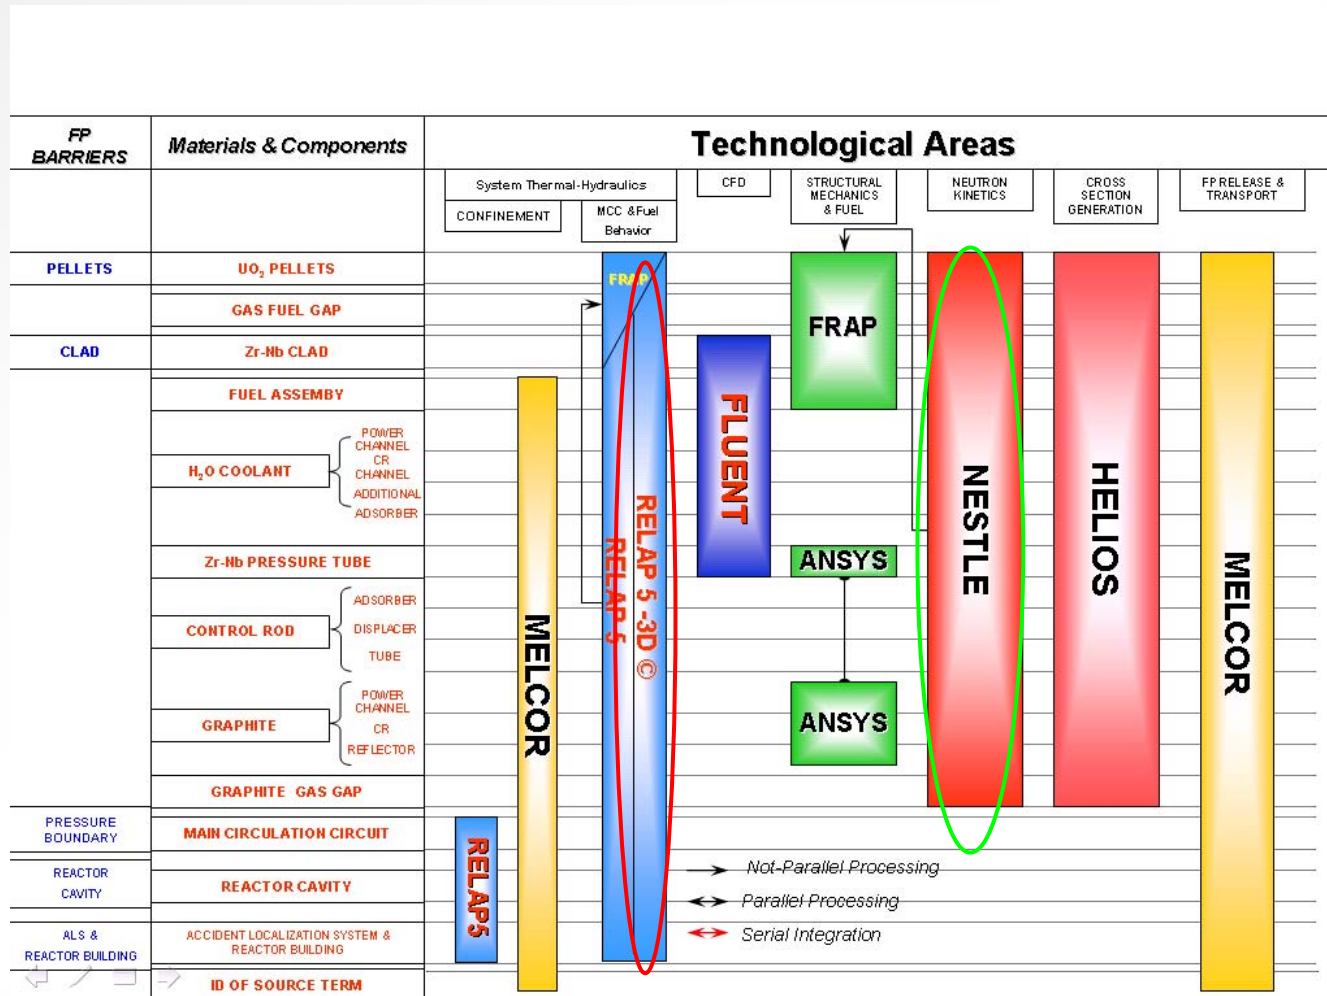 FP
BARRIERS
Materials & Components
Technological Areas
System Thermal-Hydraulics
CONFINEMENT
MCC & Fuel
Behavior
CFD
STRUCTURAL
MECHANICS
& FUEL
NEUTRON
KINETICS
CROSS
SECTION
GENERATION
FP RELEASE &
TRANSPORT
PELLETS
UO₂ PELLETS
GAS FUEL GAP
CLAD
Zr-Nb CLAD
FUEL ASSEMBY
H₂O COOLANT
POWER
CHANNEL
CR
CHANNEL
ADDITIONAL
ADSORBER
Zr-Nb PRESSURE TUBE
CONTROL ROD
ADSORBER
DISPLACER
TUBE
GRAPHITE
POWER
CHANNEL
CR
REFLECTOR
GRAPHITE GAS GAP
PRESSURE
BOUNDARY
MAIN CIRCULATION CIRCUIT
REACTOR
CAVITY
REACTOR CAVITY
ALS &
REACTOR BUILDING
ACCIDENT LOCALIZATION SYSTEM &
REACTOR BUILDING
ID OF SOURCE TERM
RELAP5
MELCOR
FRAP
RELAP 5
RELAP 5 -3D ©
FLUENT
FRAP
ANSYS
ANSYS
NESTLE
HELIOS
MELCOR
Not-Parallel Processing
Parallel Processing
Serial Integration